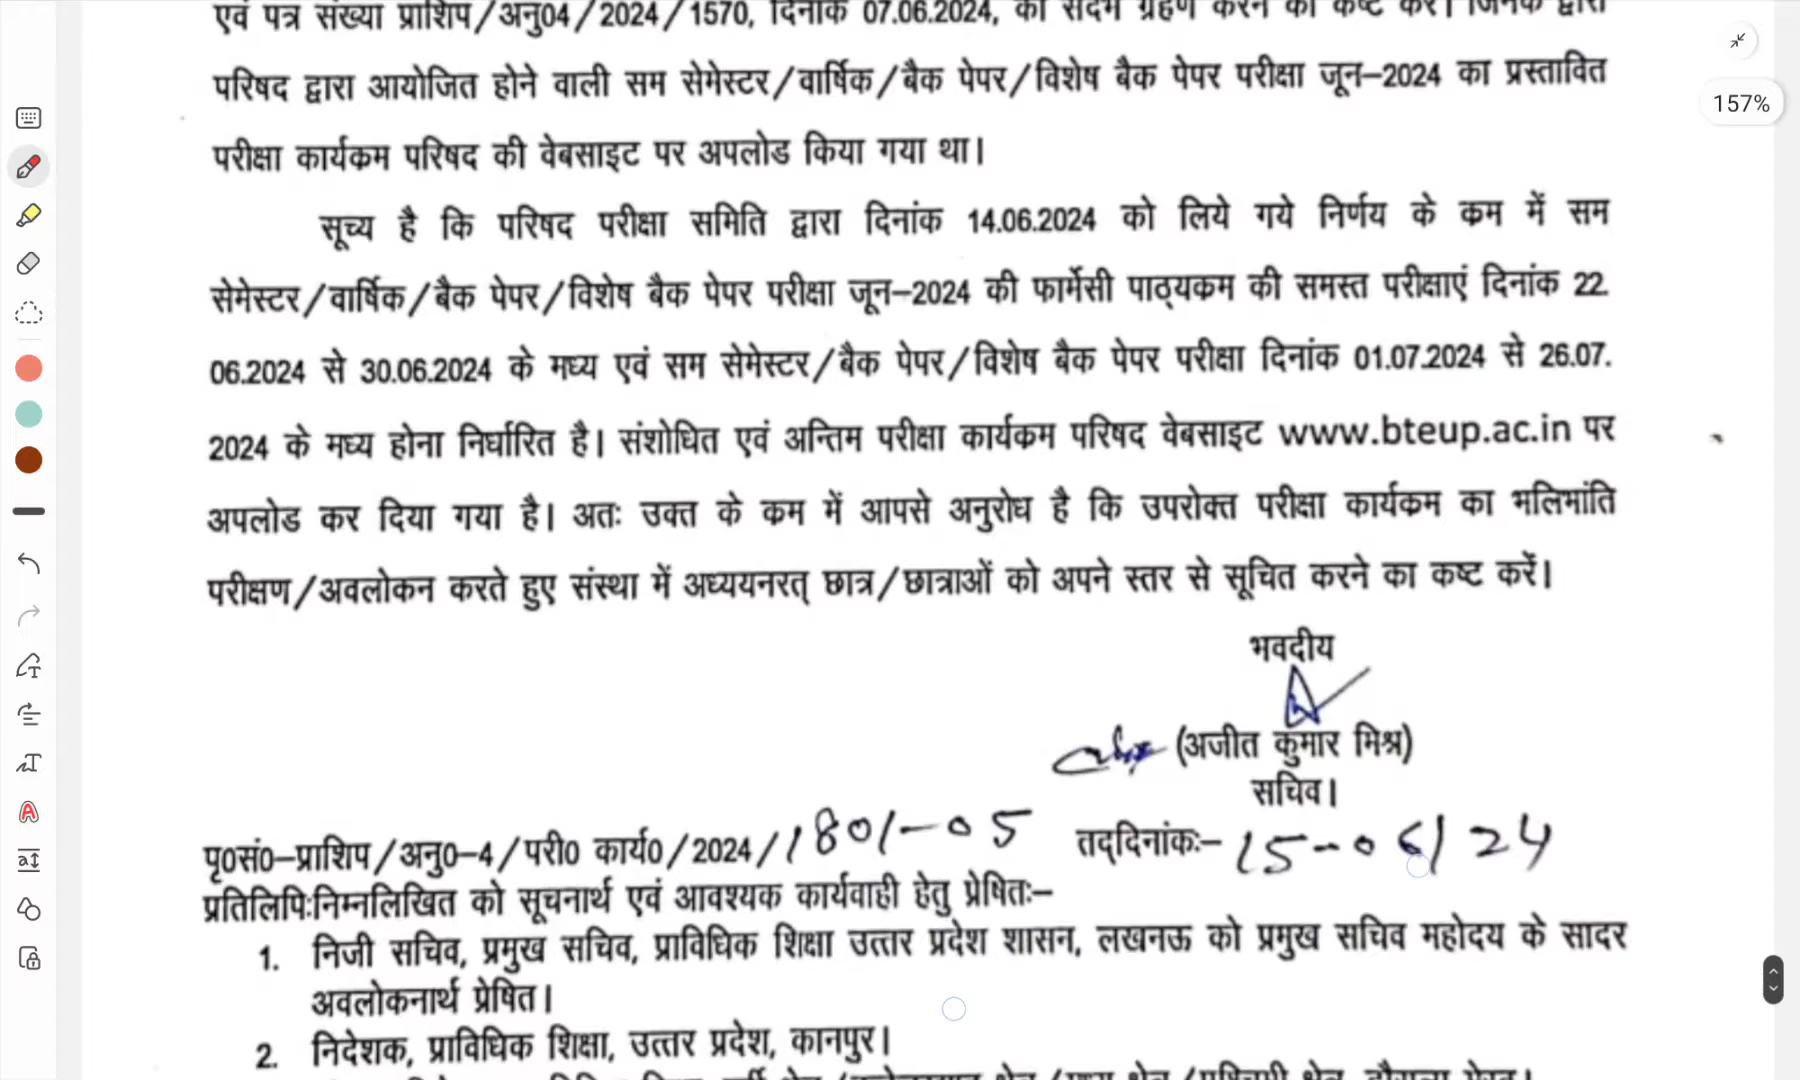 एवं पत्र संख्या प्राशिप/अनु04/2024/1570, दिनांक 07.06.2024, का संदर्भ ग्रहण करने का कष्ट करें। जिनके द्वारा
परिषद द्वारा आयोजित होने वाली सम सेमेस्टर/वार्षिक/बैक पेपर/विशेष बैक पेपर परीक्षा जून-2024 का प्रस्तावित
157%
परीक्षा कार्यकम परिषद की वेबसाइट पर अपलोड किया गया था।
सूच्य है कि परिषद परीक्षा समिति द्वारा दिनांक 14.06.2024 को लिये गये निर्णय के कम में सम
सेमेस्टर/वार्षिक/बैक पेपर/विशेष बैक पेपर परीक्षा जून-2024 की फार्मेसी पाठ्यकम की समस्त परीक्षाएं दिनांक 22.
06.2024 से 30.06.2024 के मध्य एवं सम सेमेस्टर/बैक पेपर/विशेष बैक पेपर परीक्षा दिनांक 01.07.2024 से 26.07.
2024 के मध्य होना निर्धारित है। संशोधित एवं अन्तिम परीक्षा कार्यकम परिषद वेबसाइट www.bteup.ac.in पर
अपलोड कर दिया गया है। अतः उक्त के कम में आपसे अनुरोध है कि उपरोक्त परीक्षा कार्यकम का भलिभांति
परीक्षण/अवलोकन करते हुए संस्था में अध्ययनरत् छात्र/छात्राओं को अपने स्तर से सूचित करने का कष्ट करें।
भवदीय
(अजीत कुमार मिश्र)
सचिव।
पृ0सं0-प्राशिप/अनु0-4/परी0 कार्य0/2024/1801-05 तद्दिनांकः- 15-06/24
प्रतिलिपिःनिम्नलिखित को सूचनार्थ एवं आवश्यक कार्यवाही हेतु प्रेषितः-
1. निजी सचिव, प्रमुख सचिव, प्राविधिक शिक्षा उत्तर प्रदेश शासन, लखनऊ को प्रमुख सचिव महोदय के सादर
अवलोकनार्थ प्रेषित।
2. निदेशक, प्राविधिक शिक्षा, उत्तर प्रदेश, कानपुर।